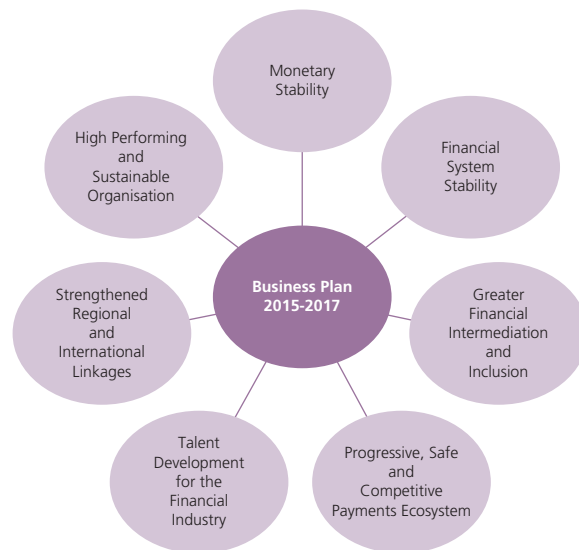 Monetary
Stability
High Performing
and
Sustainable
Organisation
Financial
System
Stability
Business Plan
2015-2017
Strengthened
Regional
and
International
Linkages
Greater
Financial
Intermediation
and
Inclusion
Talent
Development
for the
Financial
Industry
Progressive, Safe
and
Competitive
Payments Ecosystem